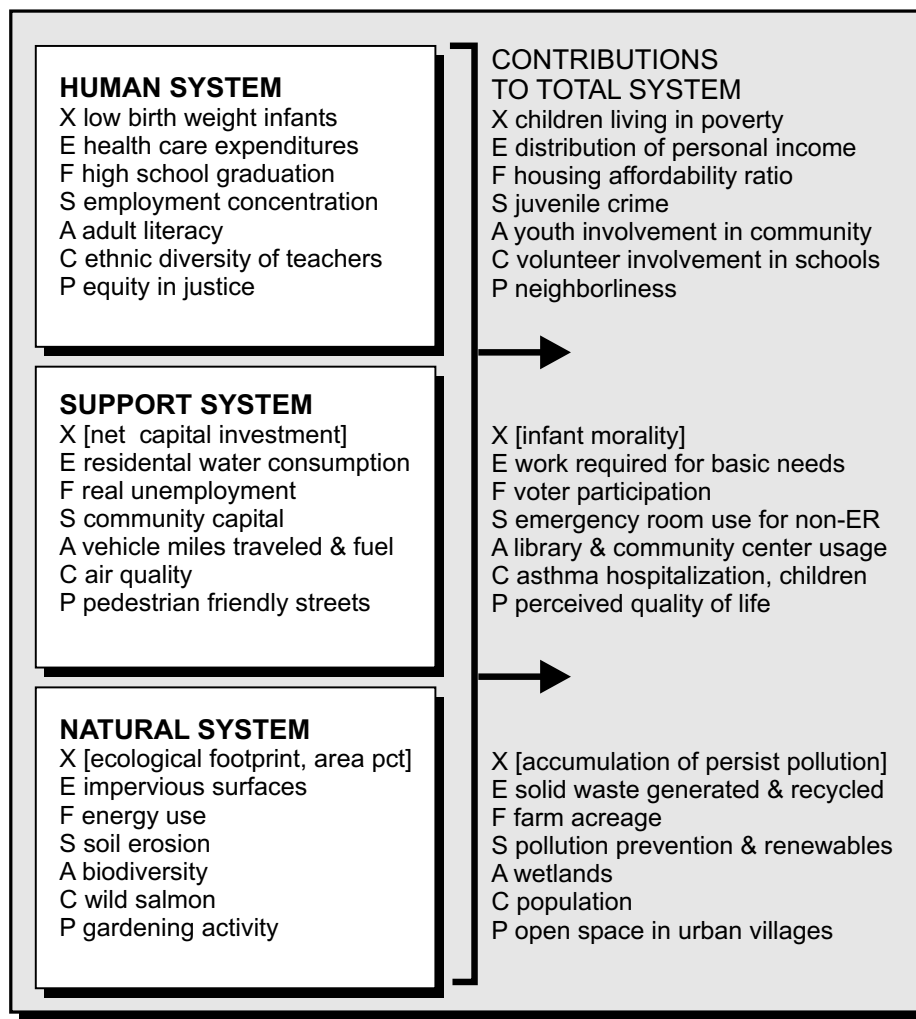 HUMAN SYSTEM
X low birth weight infants
E health care expenditures
F high school graduation
S employment concentration
A adult literacy
C ethnic diversity of teachers
P equity in justice
CONTRIBUTIONS
TO TOTAL SYSTEM
X children living in poverty
E distribution of personal income
F housing affordability ratio
S juvenile crime
A youth involvement in community
C volunteer involvement in schools
P neighborliness
SUPPORT SYSTEM
X [net capital investment]
E residental water consumption
F real unemployment
S community capital
A vehicle miles traveled & fuel
C air quality
P pedestrian friendly streets
X [infant morality]
E work required for basic needs
F voter participation
S emergency room use for non-ER
A library & community center usage
C asthma hospitalization, children
P perceived quality of life
NATURAL SYSTEM
X [ecological footprint, area pct]
E impervious surfaces
F energy use
S soil erosion
A biodiversity
C wild salmon
P gardening activity
X [accumulation of persist pollution]
E solid waste generated & recycled
F farm acreage
S pollution prevention & renewables
A wetlands
C population
P open space in urban villages